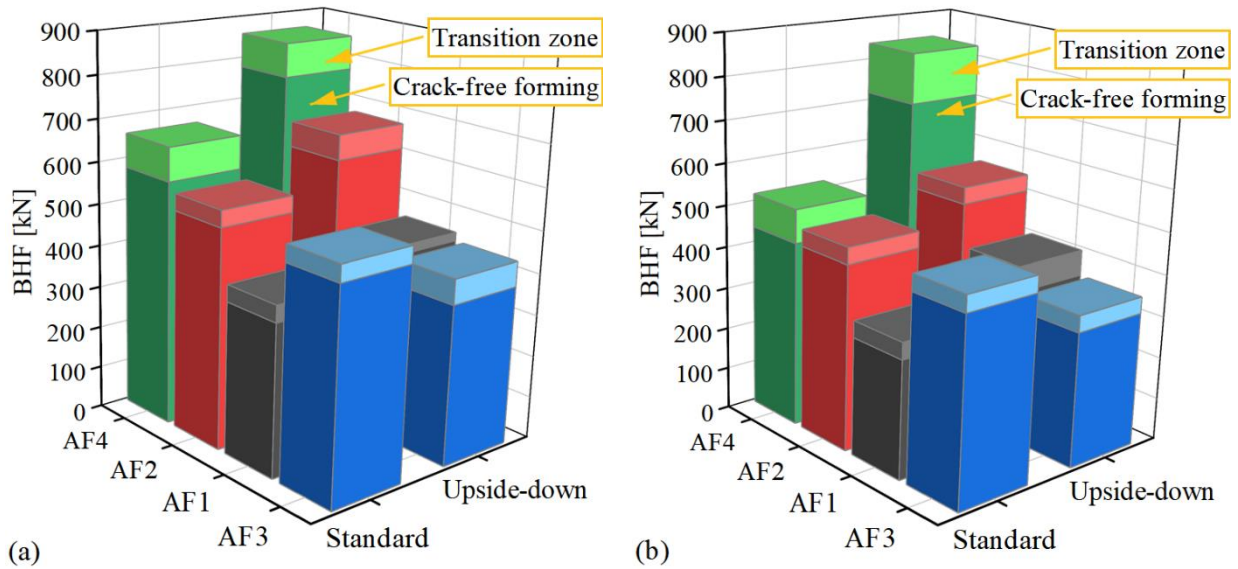 900
800
700
600
500
400
300
200
100
0
BHF [kN]
Transition zone
Crack-free forming
AF4
AF2
AF1
AF3
Standard
Upside-down
(a)
900
800
700
600
500
400
300
200
100
0
BHF [kN]
Transition zone
Crack-free forming
AF4
AF2
AF1
AF3
Standard
Upside-down
(b)